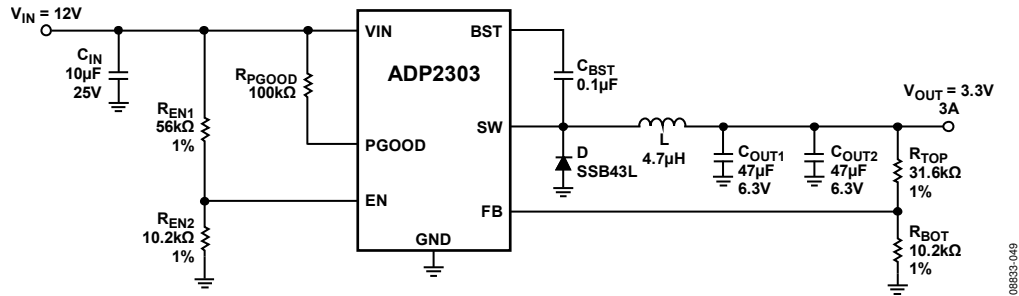 VIN = 12V
CIN
10µF
25V
REN1
56kΩ
1%
REN2
10.2kΩ
1%
RPGOOD
100kΩ
VIN
BST
ADP2303
SW
PGOOD
EN
FB
GND
CBST
0.1µF
L
4.7µH
D
SSB43L
COUT1
47µF
6.3V
COUT2
47µF
6.3V
VOUT = 3.3V
3A
RTOP
31.6kΩ
1%
RBOT
10.2kΩ
1%
08833-049